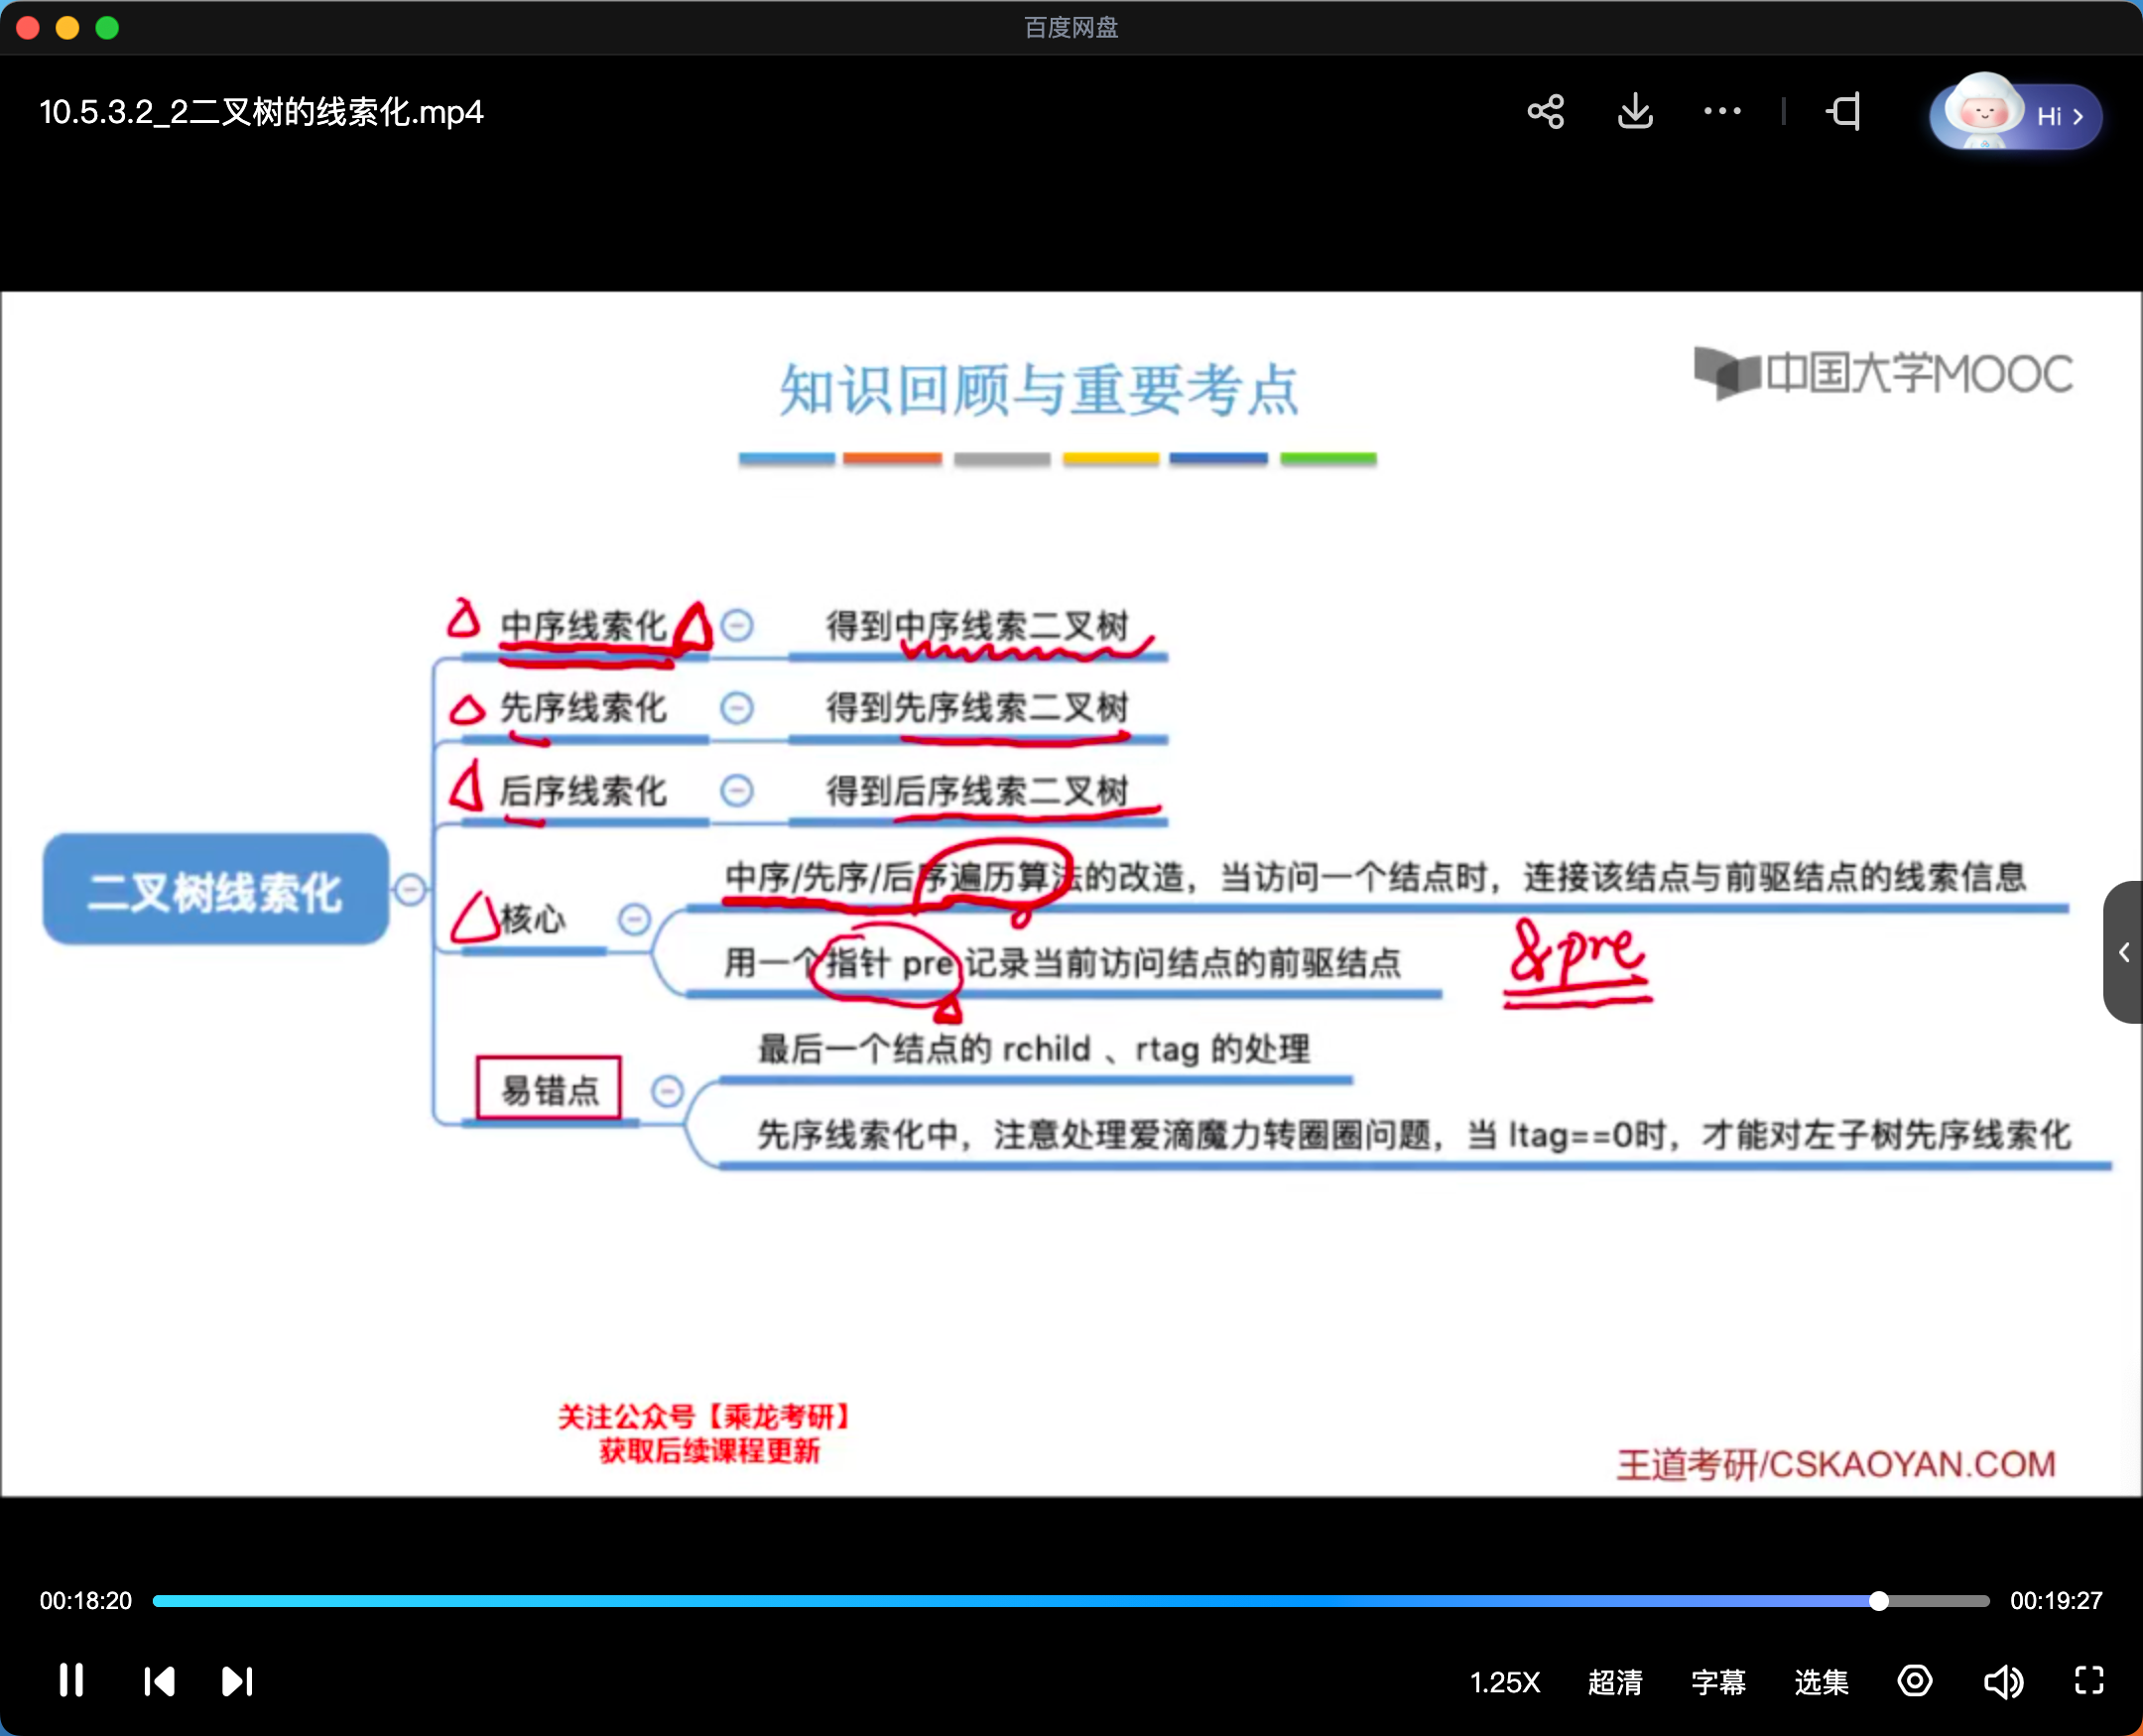 百度网盘
10.5.3.2_2二叉树的线索化.mp4
Hi >
知识回顾与重要考点
中国大学MOOC
中序线索化
得到中序线索二叉树
先序线索化
得到先序线索二叉树
后序线索化
得到后序线索二叉树
二叉树线索化
核心
中序/先序/后序遍历算法的改造，当访问一个结点时，连接该结点与前驱结点的线索信息
用一个指针 pre 记录当前访问结点的前驱结点
&pre
易错点
最后一个结点的 rchild 、rtag 的处理
先序线索化中，注意处理爱滴魔力转圈圈问题，当 ltag==0时，才能对左子树先序线索化
关注公众号【乘龙考研】
获取后续课程更新
王道考研/CSKAOYAN.COM
00:18:20
00:19:27
1.25X
超清
字幕
选集